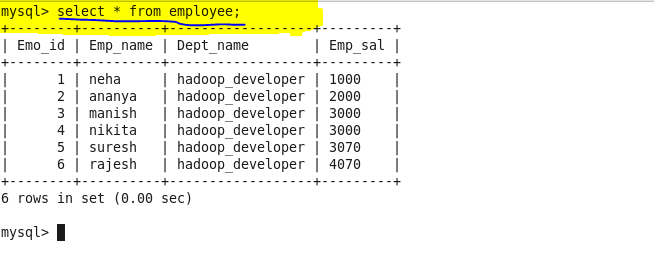 mysql> select * from employee;
+--------+----------+------------------+---------+
| Emo_id | Emp_name | Dept_name        | Emp_sal |
+--------+----------+------------------+---------+
|      1 | neha     | hadoop_developer | 1000    |
|      2 | ananya   | hadoop_developer | 2000    |
|      3 | manish   | hadoop_developer | 3000    |
|      4 | nikita   | hadoop_developer | 3000    |
|      5 | suresh   | hadoop_developer | 3070    |
|      6 | rajesh   | hadoop_developer | 4070    |
+--------+----------+------------------+---------+
6 rows in set (0.00 sec)
mysql>